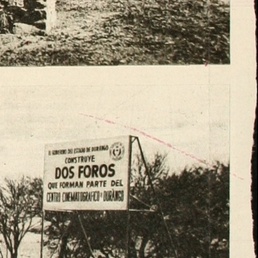 EL GOBIERNO DEL ESTADO DE DURANGO
CONSTRUYE
DOS FOROS
QUE FORMAN PARTE DEL
CENTRO CINEMATOGRAFICO DE DURANGO